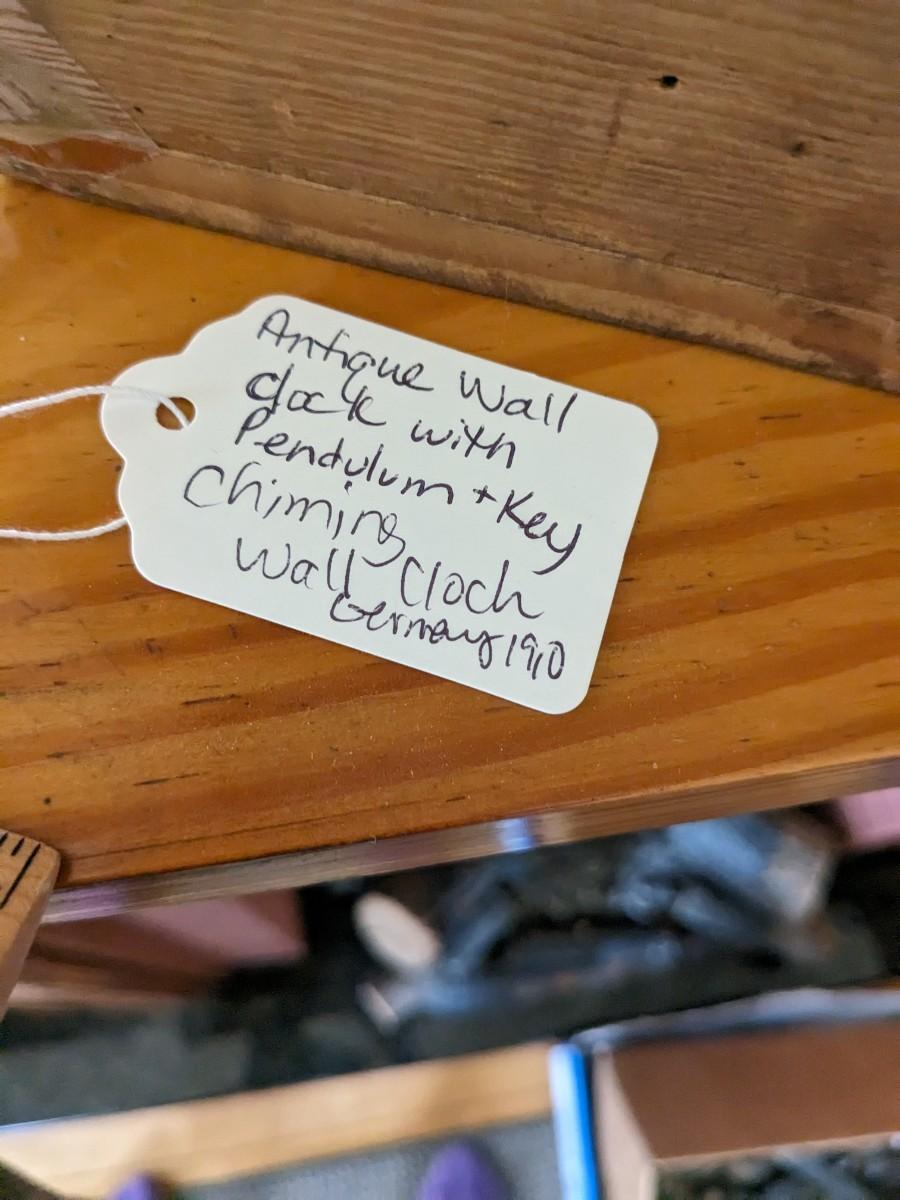 Antique Wall
Clock with
Pendulum + Key
Chiming
Wall Cloch
Germany 1910